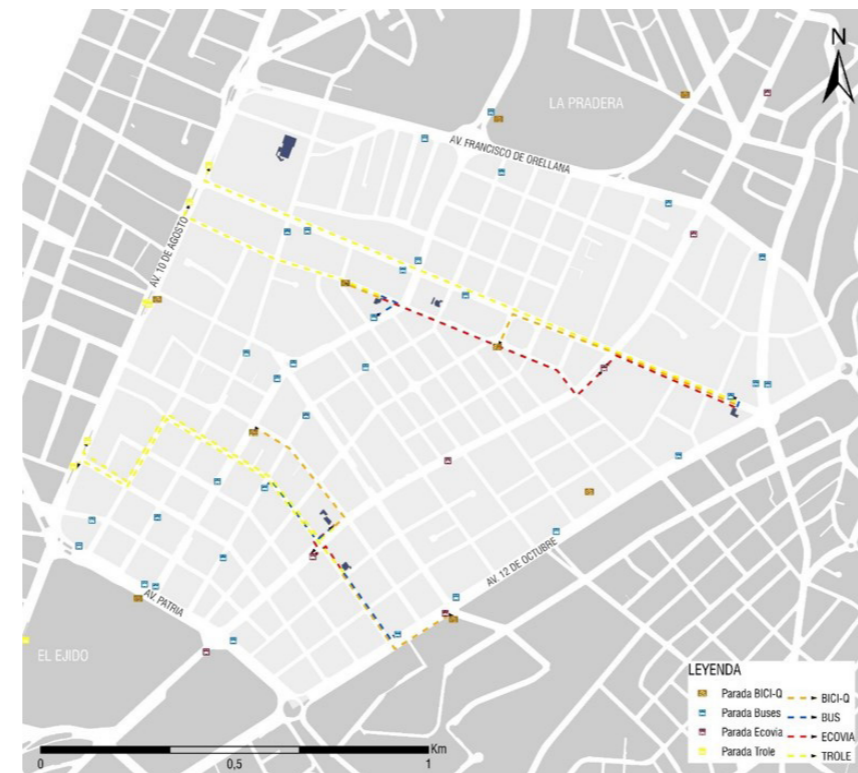 N
LA PRADERA
AV. FRANCISCO DE ORELLANA
AV. 10 DE AGOSTO
AV. 12 DE OCTUBRE
AV. PATRIA
EL EJIDO
LEYENDA
Parada BICI-Q
BICI-Q
Parada Buses
BUS
Parada Ecovia
ECOVIA
Parada Trole
TROLE
Km
0
0,5
1